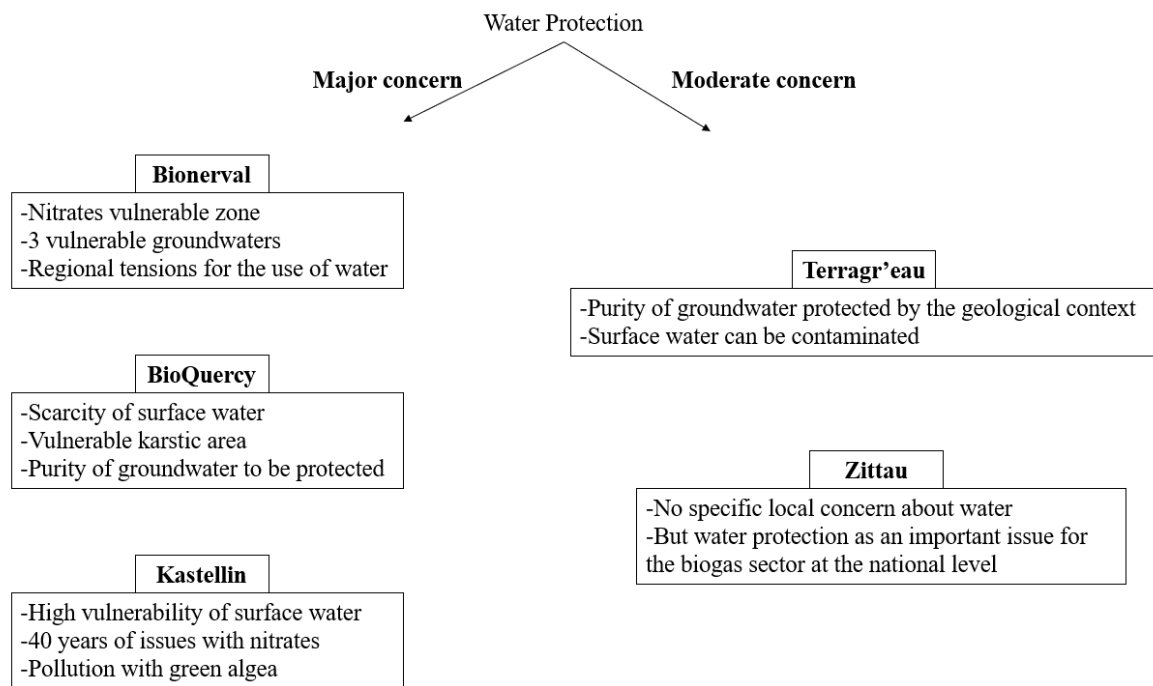 Water Protection
Major concern
Moderate concern
Bionerval
-Nitrates vulnerable zone
-3 vulnerable groundwaters
-Regional tensions for the use of water
BioQuercy
-Scarcity of surface water
-Vulnerable karstic area
-Purity of groundwater to be protected
Kastellin
-High vulnerability of surface water
-40 years of issues with nitrates
-Pollution with green algea
Terragr’eau
-Purity of groundwater protected by the geological context
-Surface water can be contaminated
Zittau
-No specific local concern about water
-But water protection as an important issue for
the biogas sector at the national level